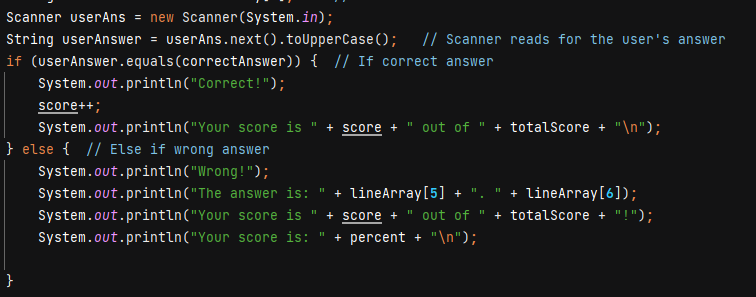 Scanner userAns = new Scanner(System.in);
String userAnswer = userAns.next().toUpperCase();   // Scanner reads for the user's answer
if (userAnswer.equals(correctAnswer)) {  // If correct answer
    System.out.println("Correct!");
    score++;
    System.out.println("Your score is " + score + " out of " + totalScore + "\n");
} else {  // Else if wrong answer
    System.out.println("Wrong!");
    System.out.println("The answer is: " + lineArray[5] + ". " + lineArray[6]);
    System.out.println("Your score is " + score + " out of " + totalScore + "!");
    System.out.println("Your score is: " + percent + "\n");
}